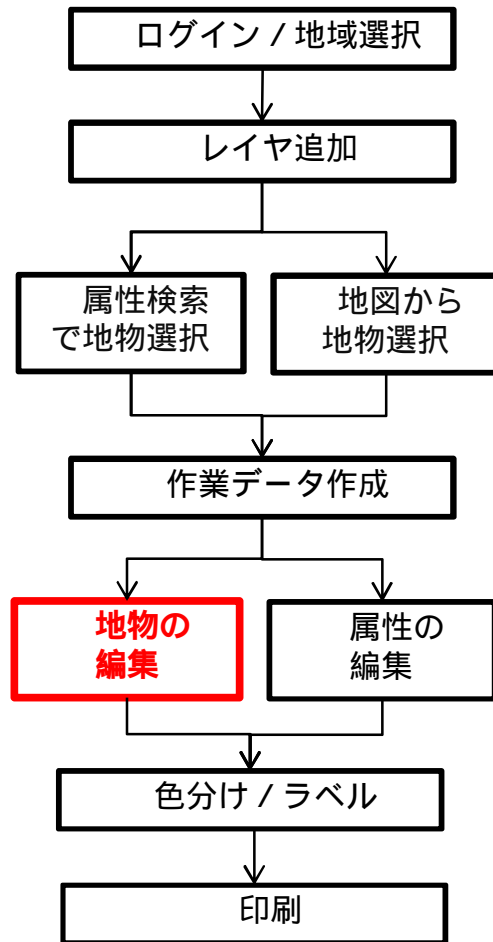 ログイン / 地域選択
レイヤ追加
属性検索
で地物選択
地図から
地物選択
作業データ作成
地物の
編集
属性の
編集
色分け / ラベル
印刷